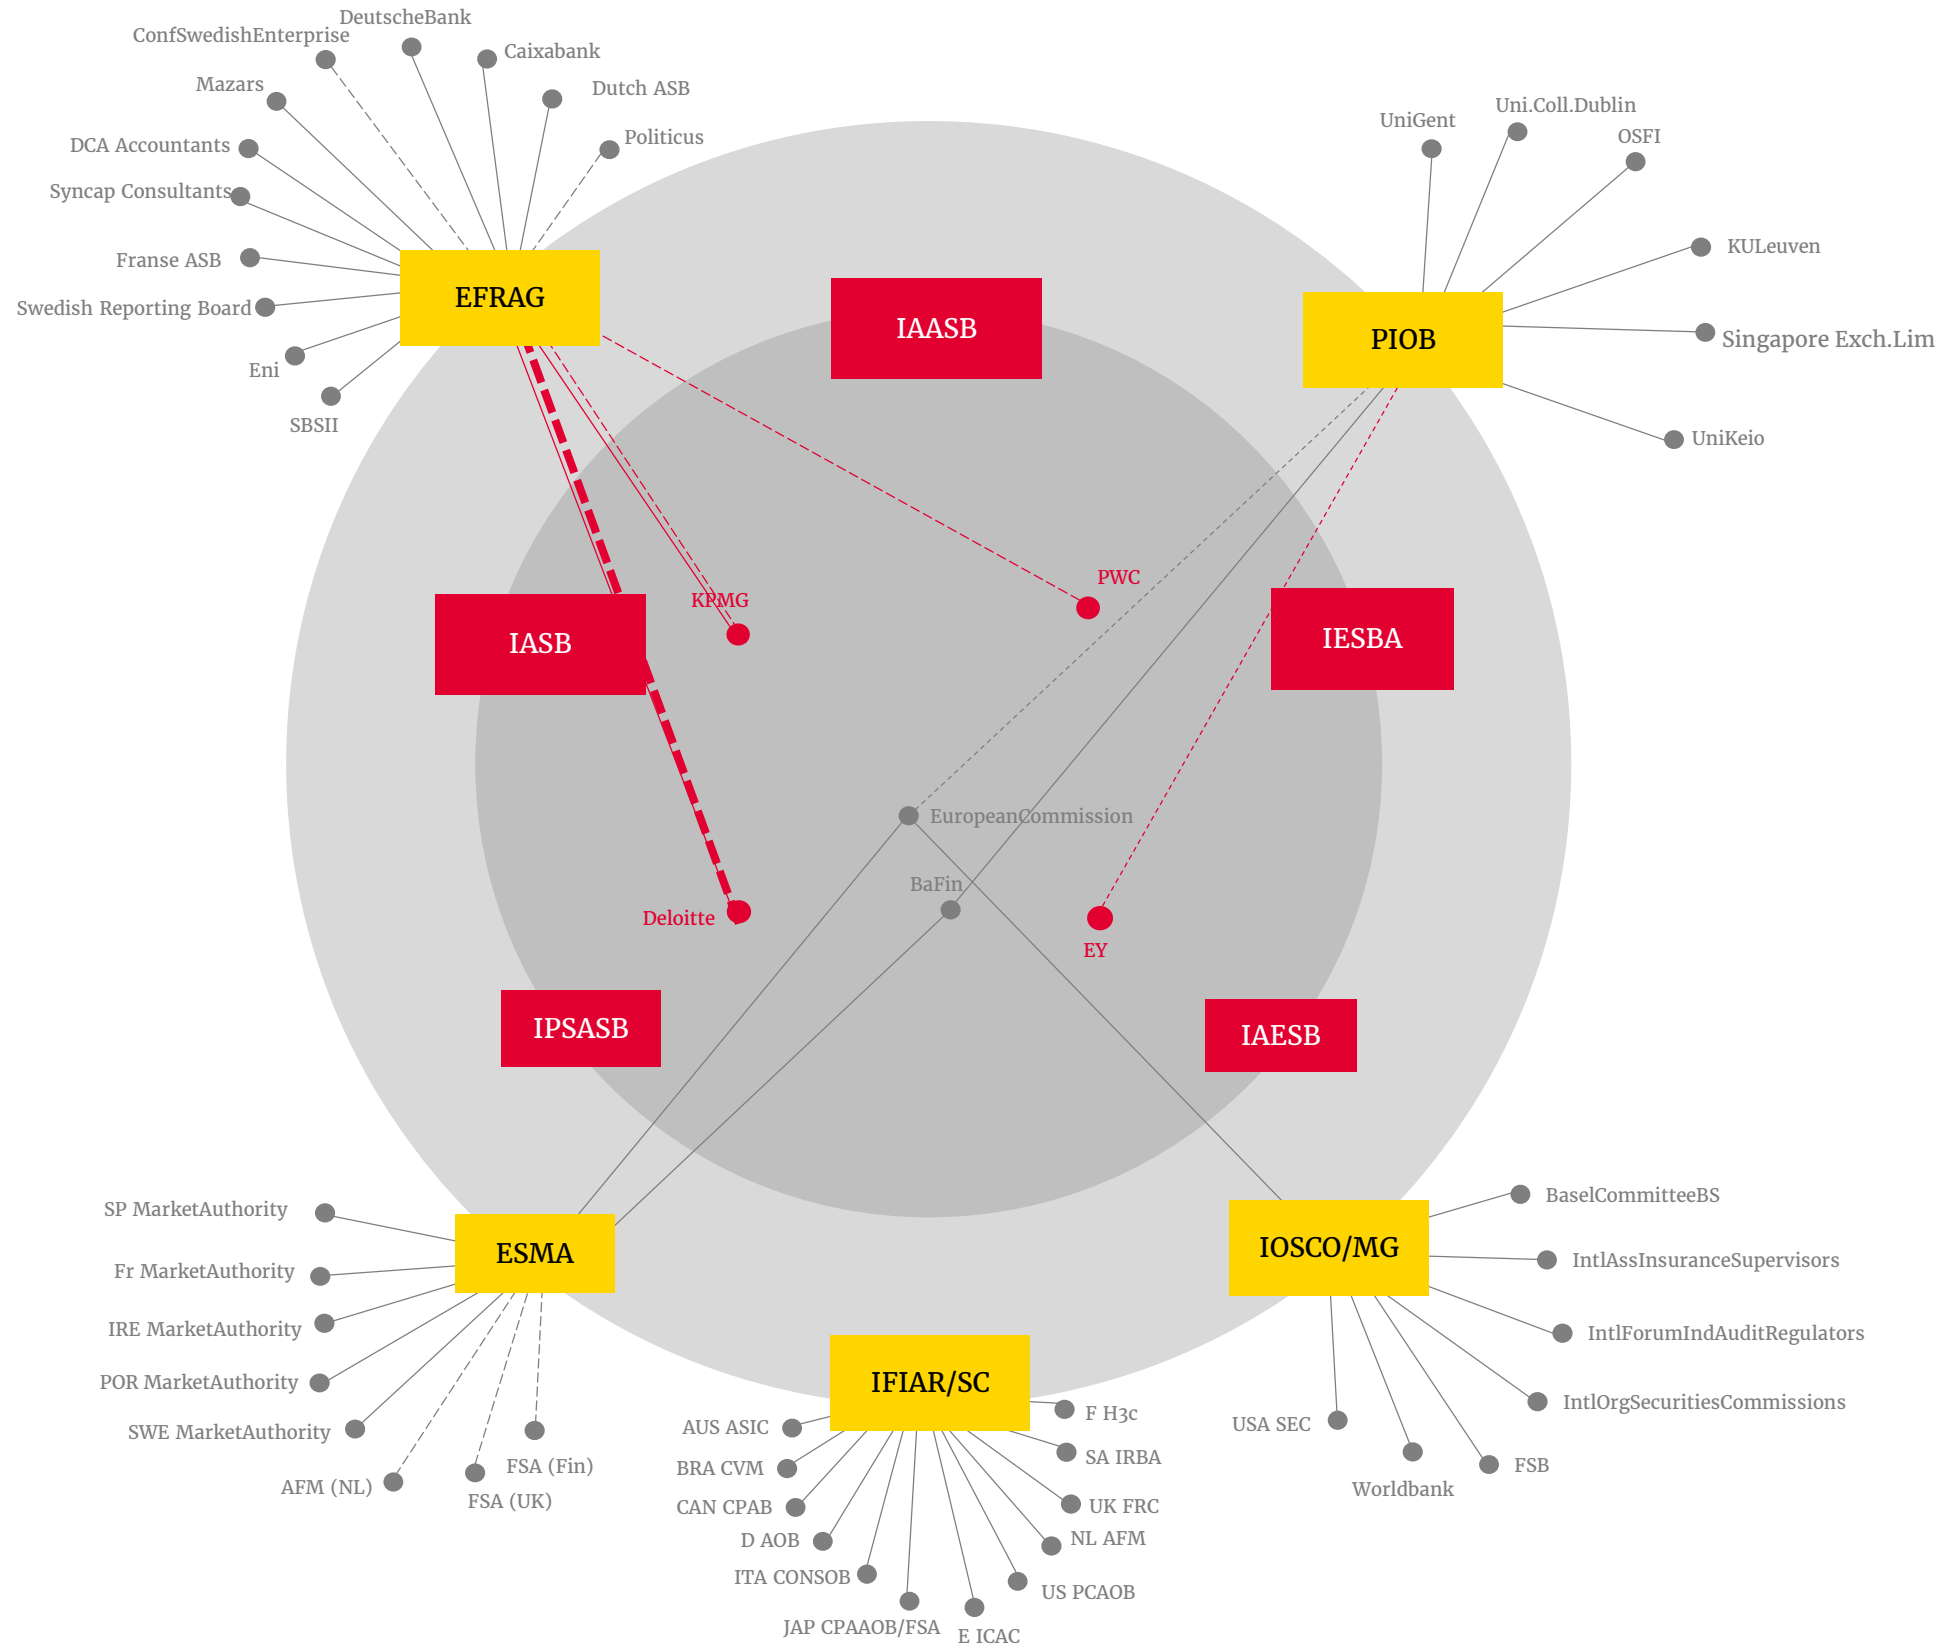 DeutscheBank
ConfSwedishEnterprise
Caixabank
Mazars
Dutch ASB
Politicus
DCA Accountants
Syncap Consultants
Franse ASB
Swedish Reporting Board
Eni
SBSII
EFRAG
IAASB
UniGent
Uni.Coll.Dublin
OSFI
KULeuven
PIOB
Singapore Exch.Lim
UniKeio
PWC
KPMG
IASB
IESBA
EuropeanCommission
BaFin
Deloitte
EY
IPSASB
IAESB
SP MarketAuthority
Fr MarketAuthority
IRE MarketAuthority
POR MarketAuthority
SWE MarketAuthority
AFM (NL)
FSA (UK)
FSA (Fin)
ESMA
IOSCO/MG
BaselCommitteeBS
IntlAssInsuranceSupervisors
IntlForumIndAuditRegulators
IntlOrgSecuritiesCommissions
FSB
Worldbank
USA SEC
IFIAR/SC
AUS ASIC
BRA CVM
CAN CPAB
D AOB
ITA CONSOB
JAP CPAAOB/FSA
E ICAC
US PCAOB
NL AFM
UK FRC
SA IRBA
F H3c